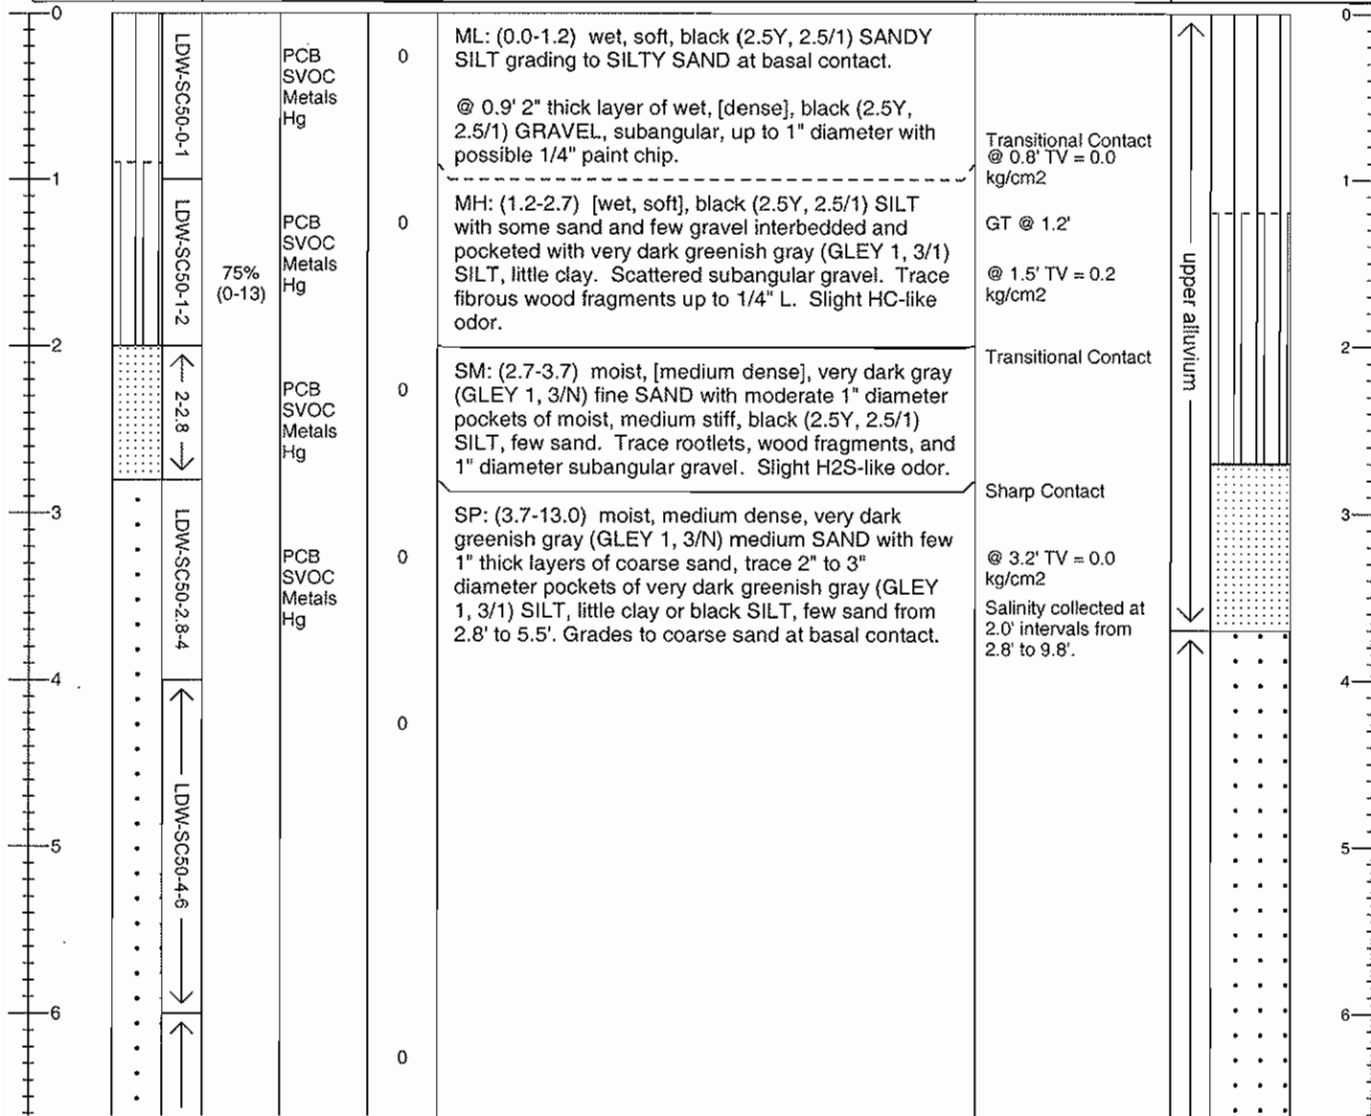 0
LDW-SC50-0-1
PCB
SVOC
Metals
Hg
0
ML: (0.0-1.2) wet, soft, black (2.5Y, 2.5/1) SANDY
SILT grading to SILTY SAND at basal contact.
@ 0.9' 2" thick layer of wet, [dense], black (2.5Y,
2.5/1) GRAVEL, subangular, up to 1" diameter with
possible 1/4" paint chip.
Transitional Contact
@ 0.8' TV = 0.0
kg/cm2
0
1
LDW-SC50-1-2
75%
(0-13)
PCB
SVOC
Metals
Hg
0
MH: (1.2-2.7) [wet, soft], black (2.5Y, 2.5/1) SILT
with some sand and few gravel interbedded and
pocketed with very dark greenish gray (GLEY 1, 3/1)
SILT, little clay. Scattered subangular gravel. Trace
fibrous wood fragments up to 1/4" L. Slight HC-like
odor.
GT @ 1.2'
@ 1.5' TV = 0.2
kg/cm2
upper alluvium
1
2
2-2.8
PCB
SVOC
Metals
Hg
0
SM: (2.7-3.7) moist, [medium dense], very dark gray
(GLEY 1, 3/N) fine SAND with moderate 1" diameter
pockets of moist, medium stiff, black (2.5Y, 2.5/1)
SILT, few sand. Trace rootlets, wood fragments, and
1" diameter subangular gravel. Slight H2S-like odor.
Transitional Contact
2
3
LDW-SC50-2.8-4
PCB
SVOC
Metals
Hg
0
SP: (3.7-13.0) moist, medium dense, very dark
greenish gray (GLEY 1, 3/N) medium SAND with few
1" thick layers of coarse sand, trace 2" to 3"
diameter pockets of very dark greenish gray (GLEY
1, 3/1) SILT, little clay or black SILT, few sand from
2.8' to 5.5'. Grades to coarse sand at basal contact.
Sharp Contact
@ 3.2' TV = 0.0
kg/cm2
Salinity collected at
2.0' intervals from
2.8' to 9.8'.
3
4
0
4
LDW-SC50-4-6
5
5
6
0
6